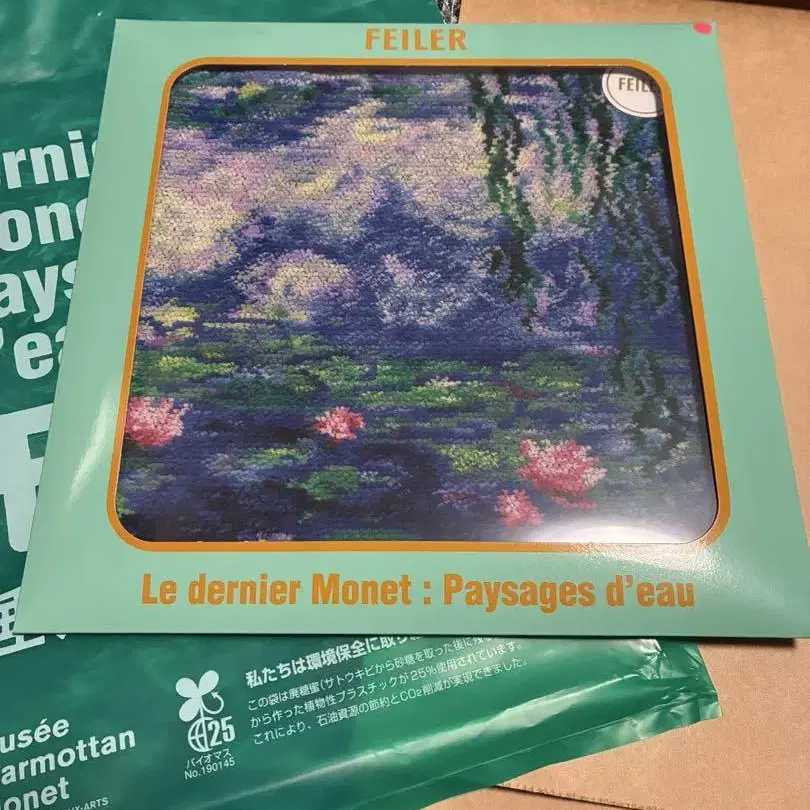 FEILER
FEILE
Le dernier Monet : Paysages d'eau
私たちは環境保全に取り
この袋は廃糖蜜(サトウキビから砂糖を取った後に残
から作った植物性プラスチックが25%使用されています。
これにより、石油資源の節約とCO2削減が実現できました。
25
バイオマス
No.190145
usée
armottan
onet
X-ARTS
ernie
one
ays
'ea